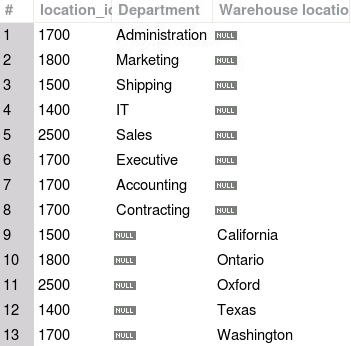 # location_id Department Warehouse locatio
1 1700 Administration NULL
2 1800 Marketing NULL
3 1500 Shipping NULL
4 1400 IT NULL
5 2500 Sales NULL
6 1700 Executive NULL
7 1700 Accounting NULL
8 1700 Contracting NULL
9 1500 NULL California
10 1800 NULL Ontario
11 2500 NULL Oxford
12 1400 NULL Texas
13 1700 NULL Washington